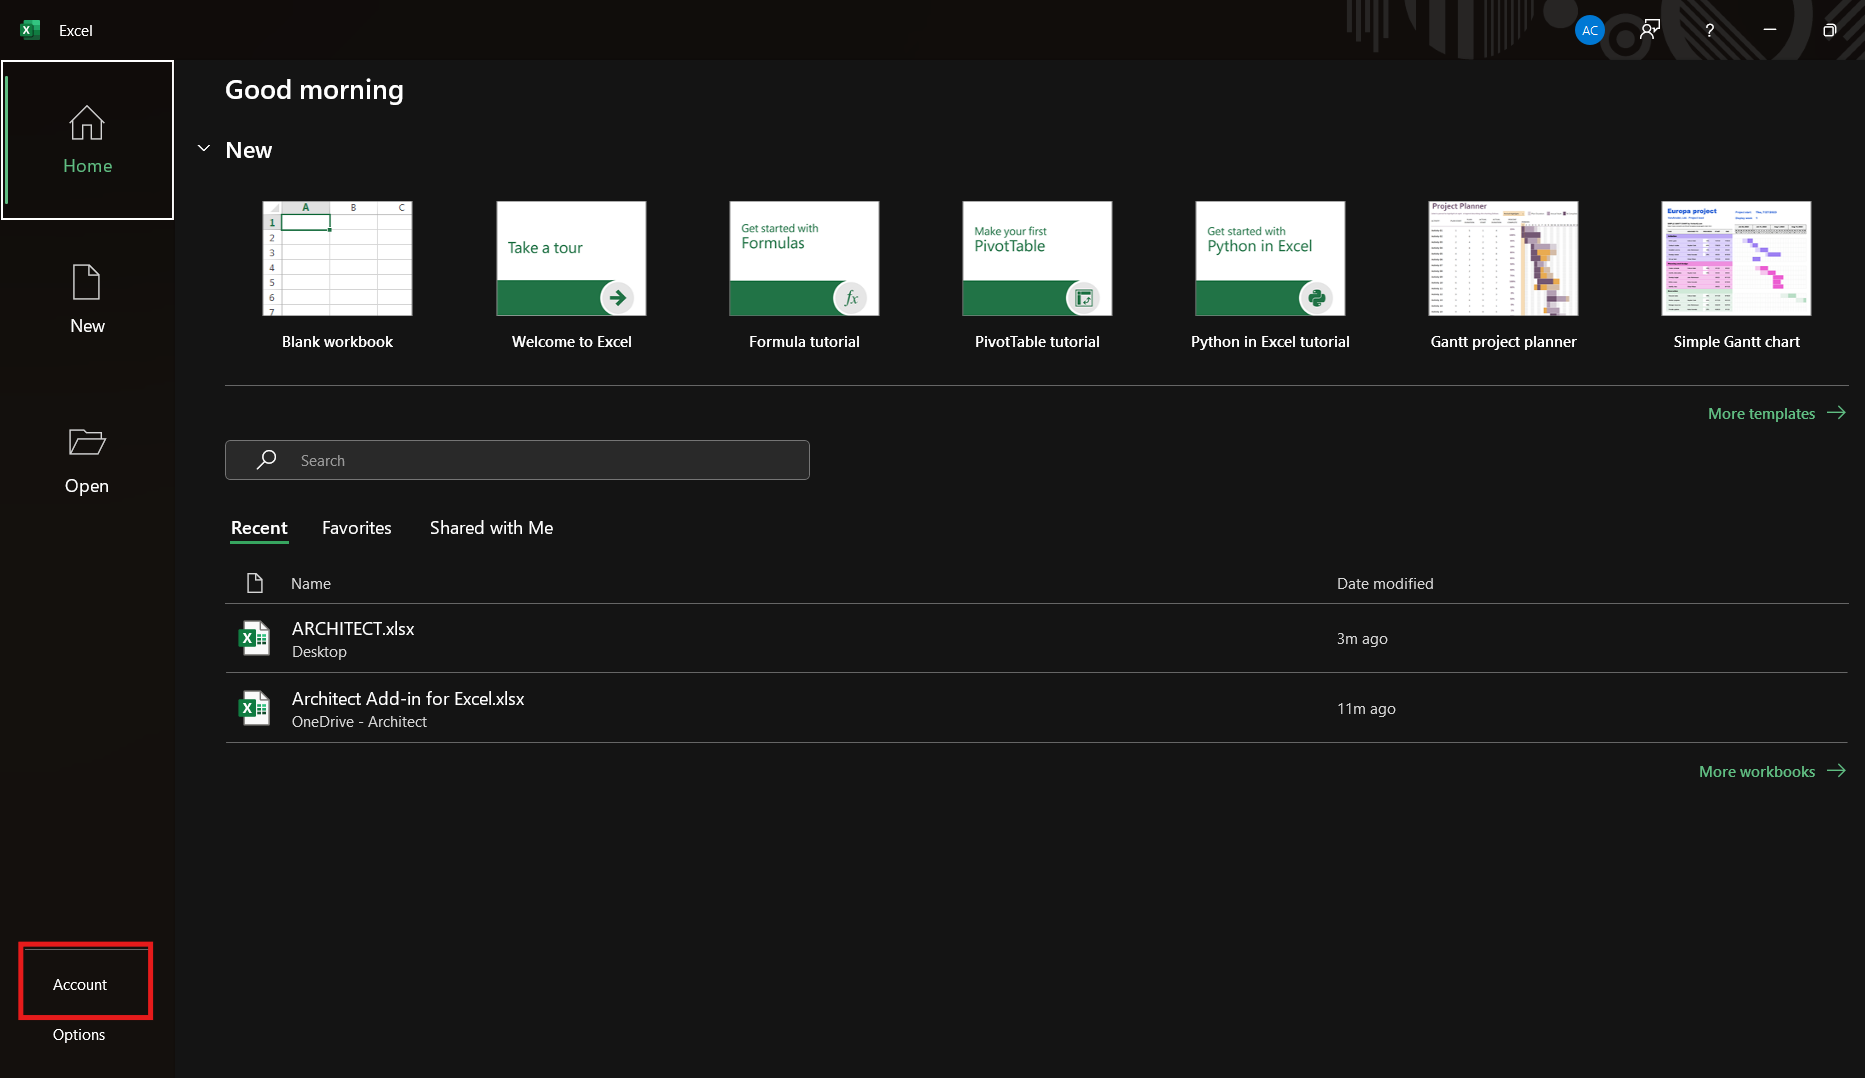 Excel
AC
?
Home
New
Open
Account
Options
Good morning
New
A B C
1
2
3
4
5
6
7
Blank workbook
Take a tour
Welcome to Excel
Get started with
Formulas
fx
Formula tutorial
Make your first
PivotTable
PivotTable tutorial
Get started with
Python in Excel
Python in Excel tutorial
Project Planner
Gantt project planner
Europa project
Simple Gantt chart
More templates
Search
Recent Favorites Shared with Me
Name Date modified
ARCHITECT.xlsx
Desktop
3m ago
Architect Add-in for Excel.xlsx
OneDrive - Architect
11m ago
More workbooks